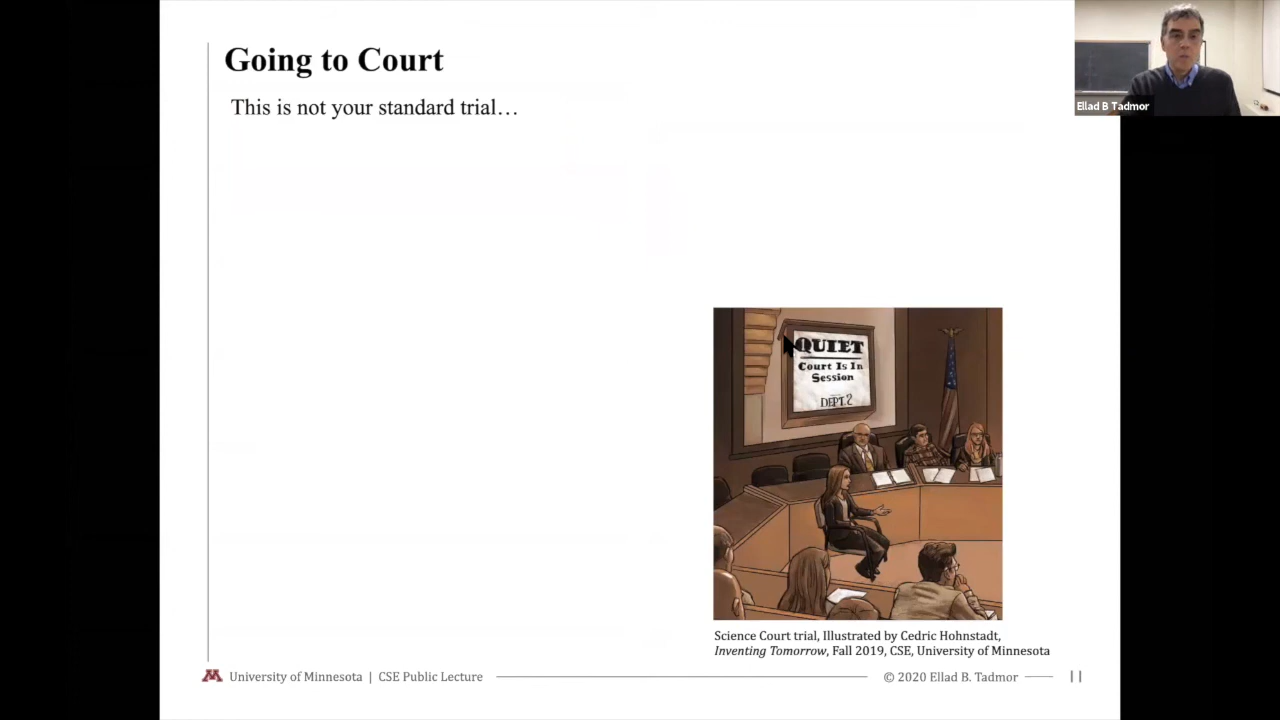 Going to Court
This is not your standard trial…
Ellad B Tadmor
QUIET
Court Is In
Session
DEPT. 2
Science Court trial, Illustrated by Cedric Hohnstadt,
Inventing Tomorrow, Fall 2019, CSE, University of Minnesota
University of Minnesota | CSE Public Lecture
© 2020 Ellad B. Tadmor
11